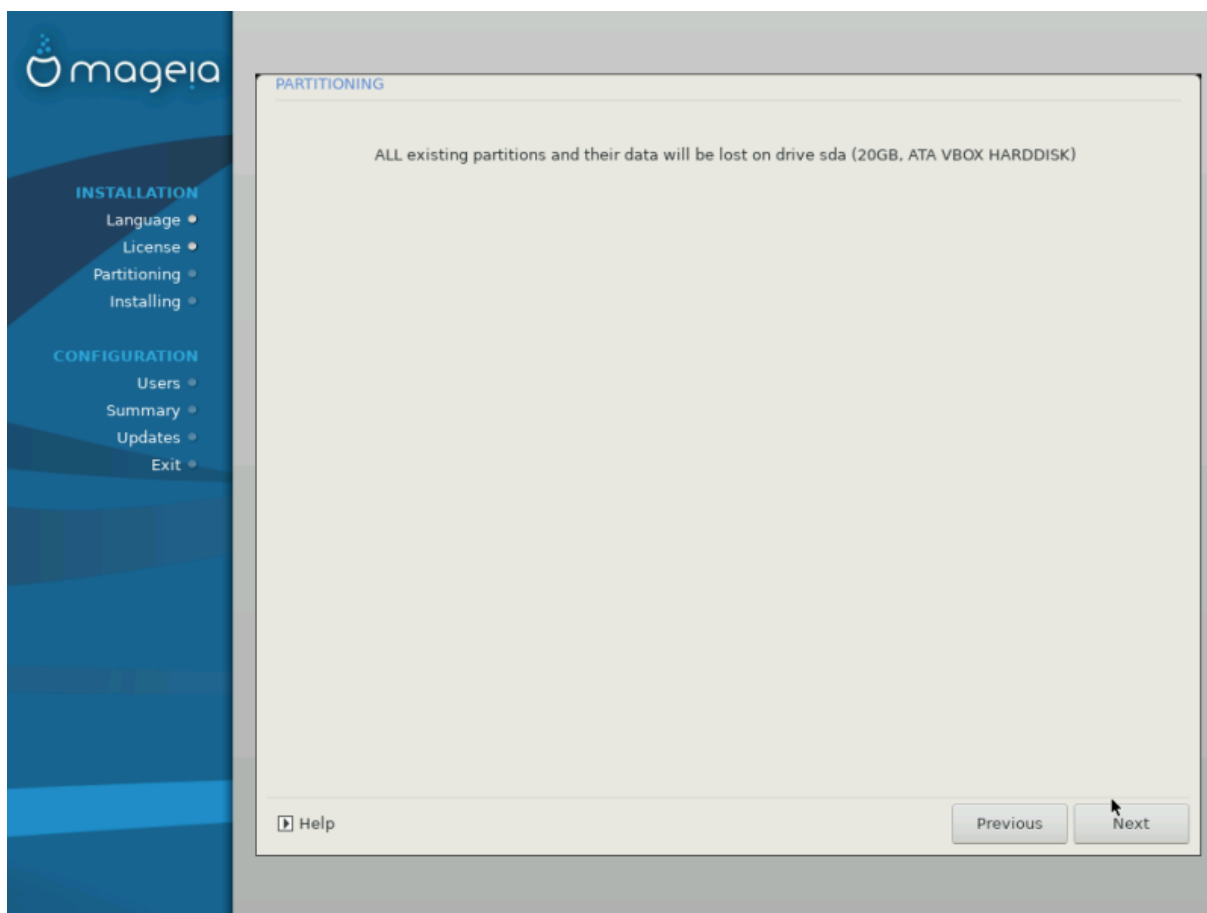 mageia
INSTALLATION
Language
License
Partitioning
Installing
CONFIGURATION
Users
Summary
Updates
Exit
PARTITIONING
ALL existing partitions and their data will be lost on drive sda (20GB, ATA VBOX HARDDISK)
Help
Previous
Next